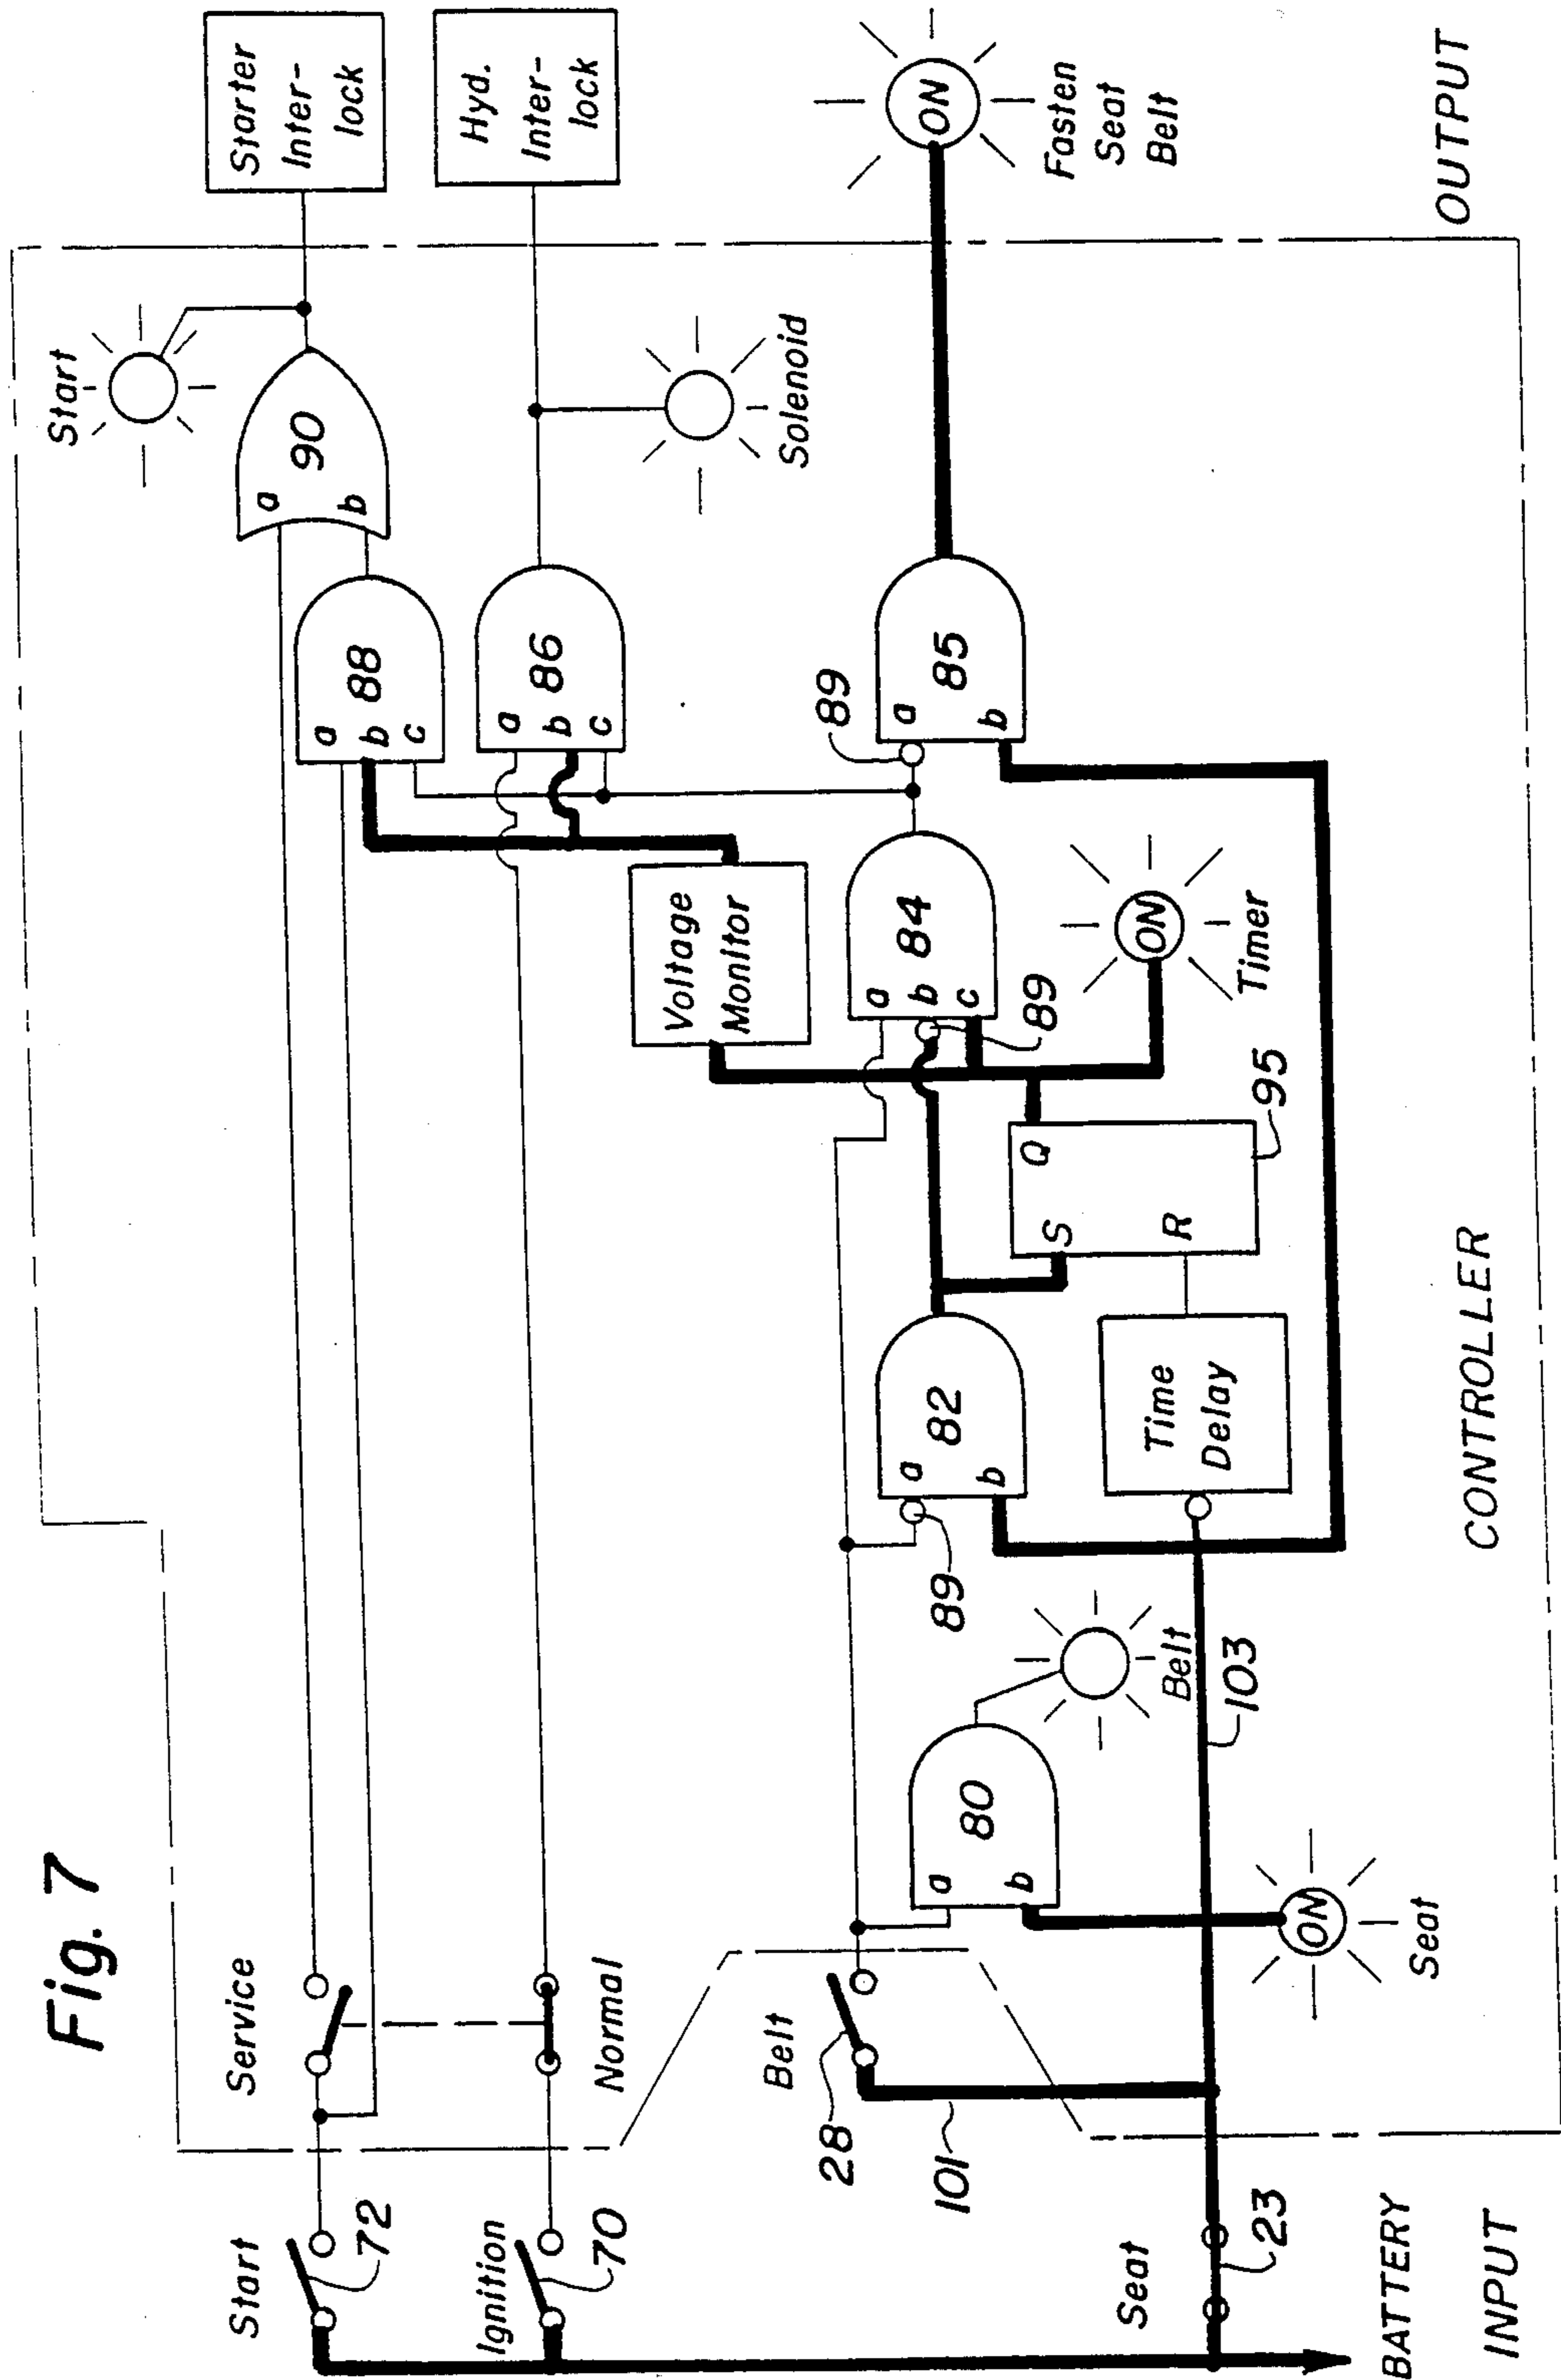 Fig. 7
Start
72
Service
Start
a
b
90
Starter
Inter-
lock
a
b
c
88
Ignition
70
Normal
a
b
c
86
Solenoid
Hyd.
Inter-
lock
Voltage
Monitor
Belt
28
101
a
b
80
Belt
103
89
a
b
82
Time
Delay
S
R
Q
95
a
b
c
84
89
ON
Timer
89
a
b
85
ON
Fasten
Seat
Belt
Seat
23
ON
Seat
BATTERY
INPUT
CONTROLLER
OUTPUT